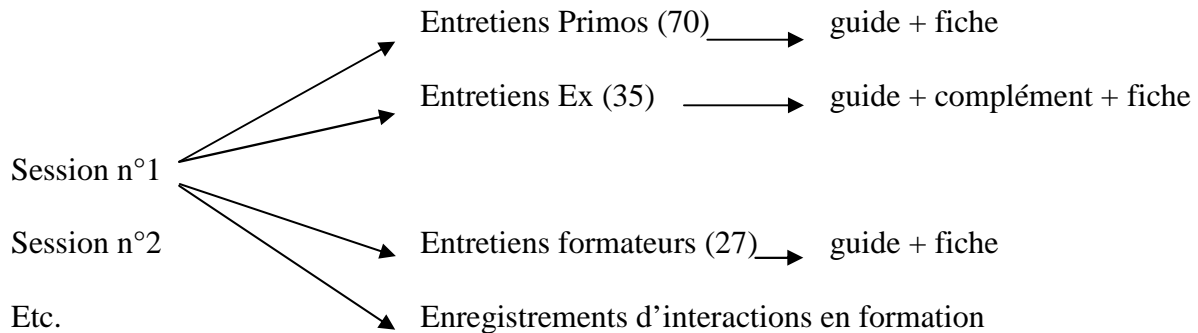 Entretiens Primos (70) guide + fiche
Entretiens Ex (35) guide + complément + fiche
Session n°1
Session n°2 Entretiens formateurs (27) guide + fiche
Etc. Enregistrements d’interactions en formation